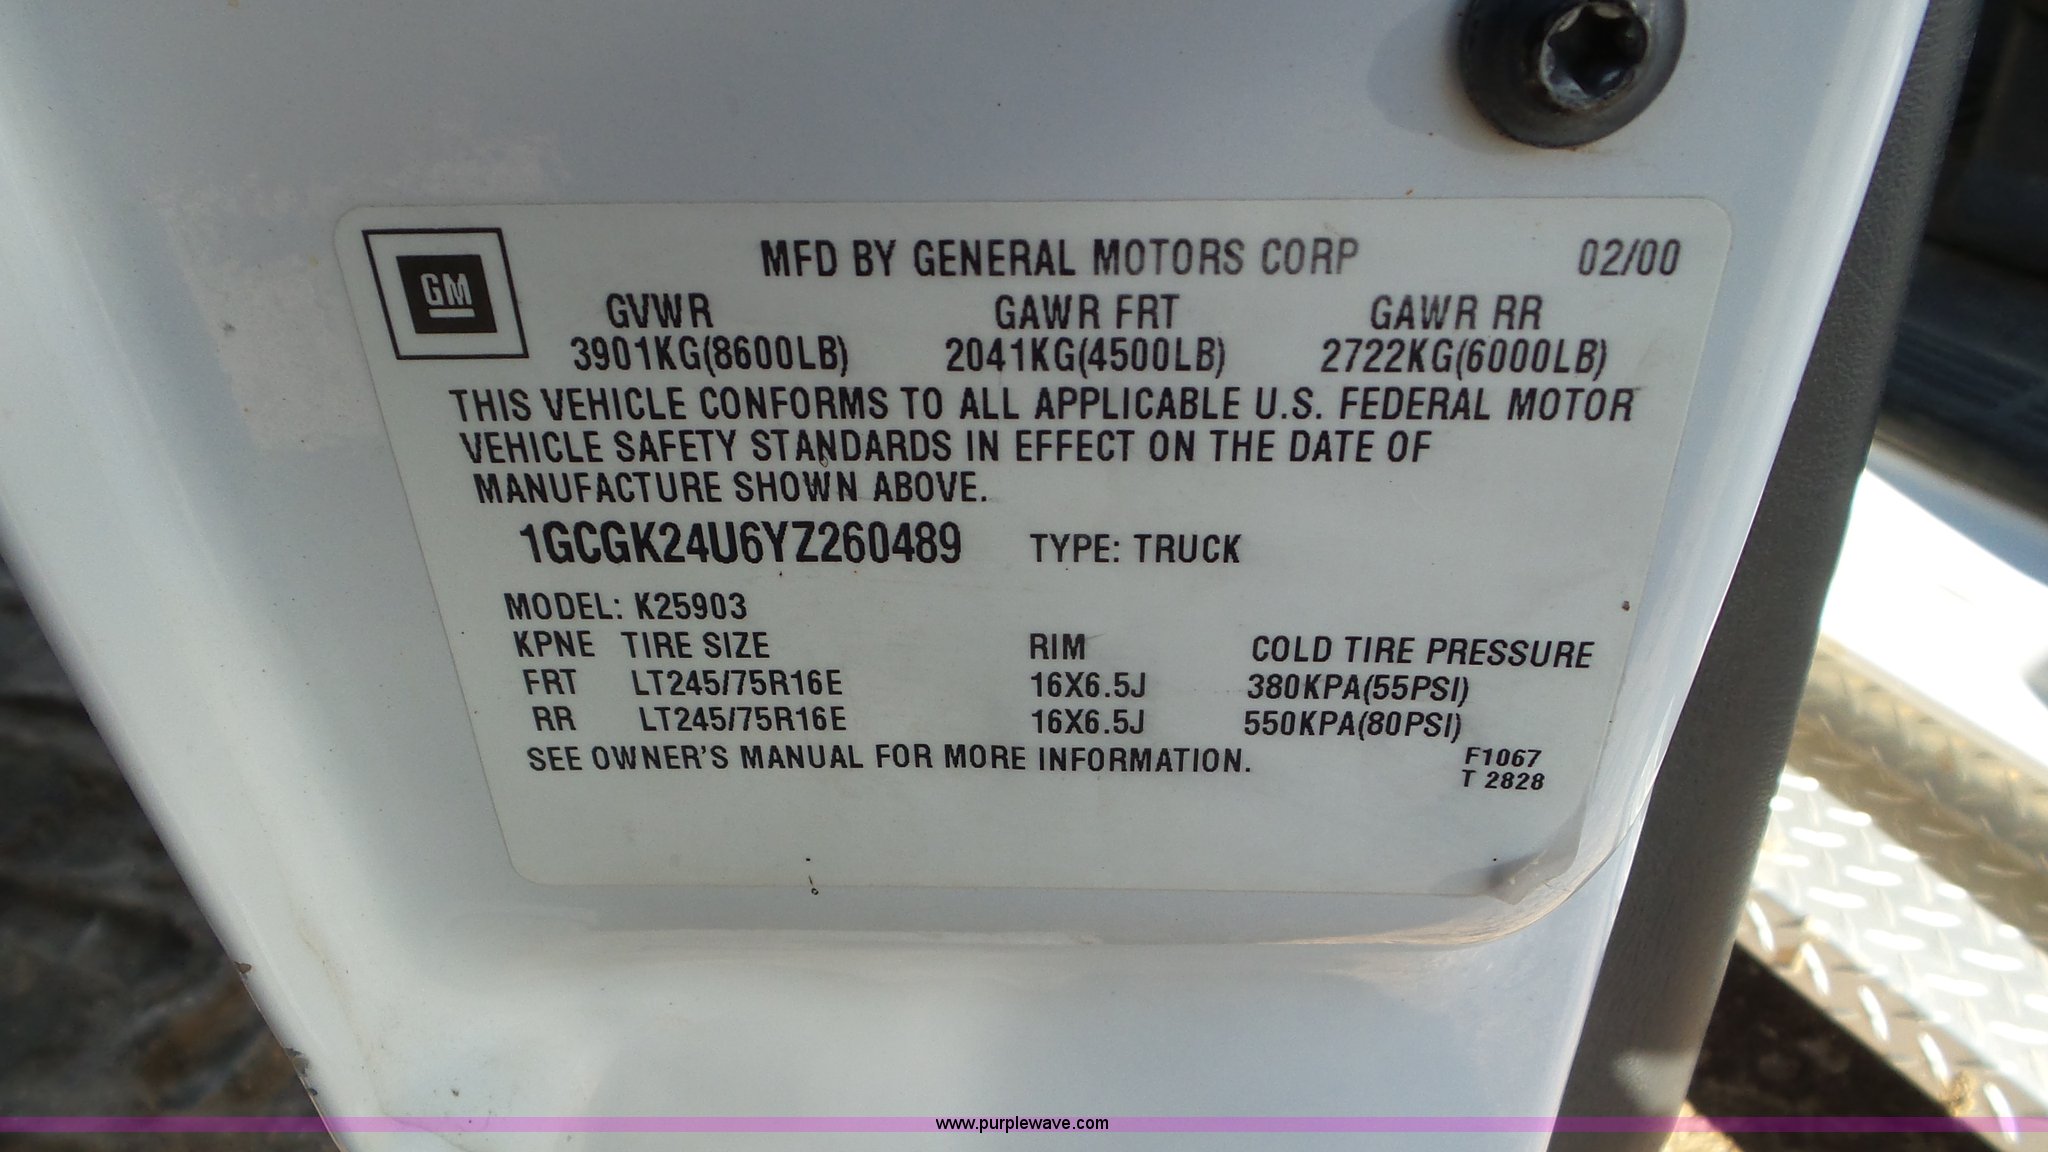 GM
MFD BY GENERAL MOTORS CORP 02/00
GVWR GAWR FRT GAWR RR
3901KG(8600LB) 2041KG(4500LB) 2722KG(6000LB)
THIS VEHICLE CONFORMS TO ALL APPLICABLE U.S. FEDERAL MOTOR
VEHICLE SAFETY STANDARDS IN EFFECT ON THE DATE OF
MANUFACTURE SHOWN ABOVE.
1GCGK24U6YZ260489 TYPE: TRUCK
MODEL: K25903
KPNE TIRE SIZE RIM COLD TIRE PRESSURE
FRT LT245/75R16E 16X6.5J 380KPA(55PSI)
RR LT245/75R16E 16X6.5J 550KPA(80PSI)
SEE OWNER'S MANUAL FOR MORE INFORMATION.
F1067
T 2828
www.purplewave.com